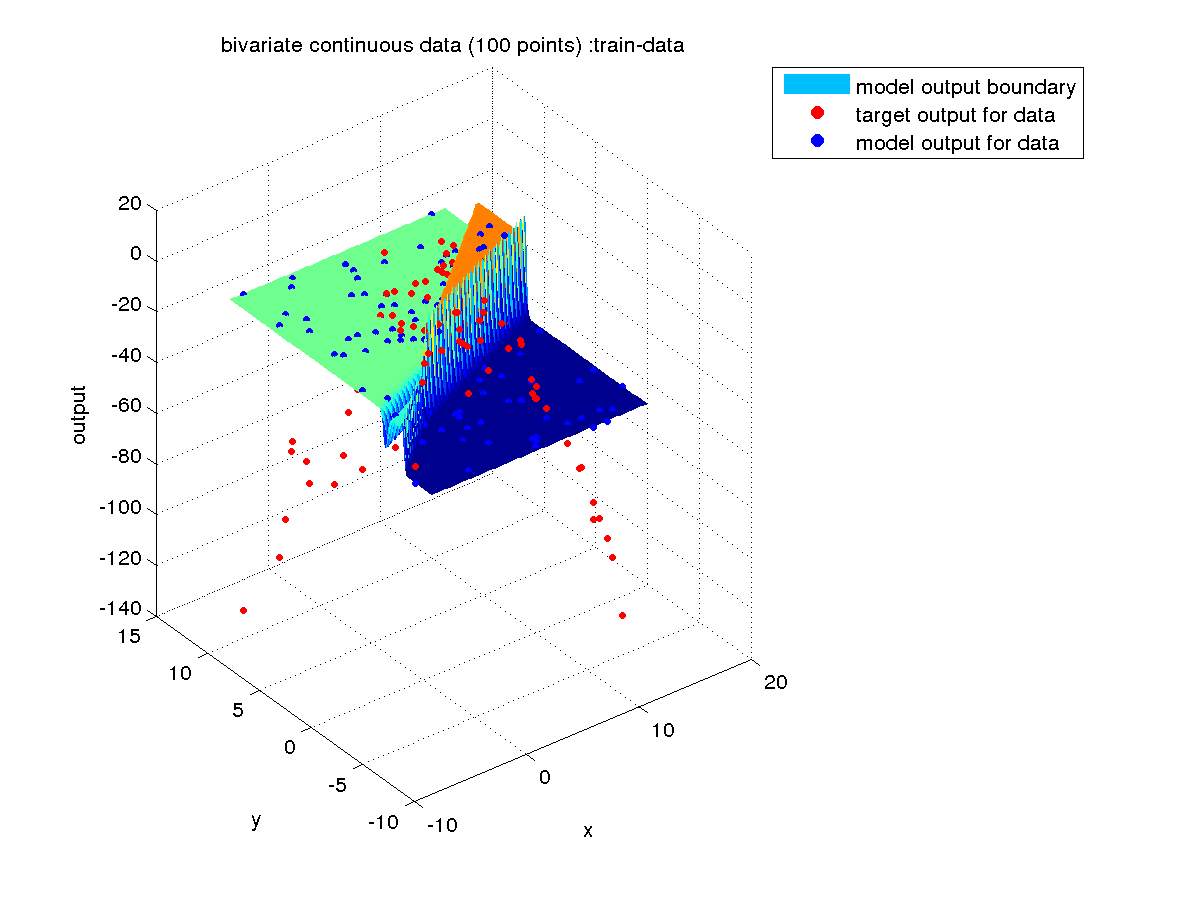 bivariate continuous data (100 points) :train-data
model output boundary
target output for data
model output for data
20
0
-20
-40
-60
-80
-100
-120
-140
output
15
10
5
0
-5
-10
y
-10
0
10
20
x